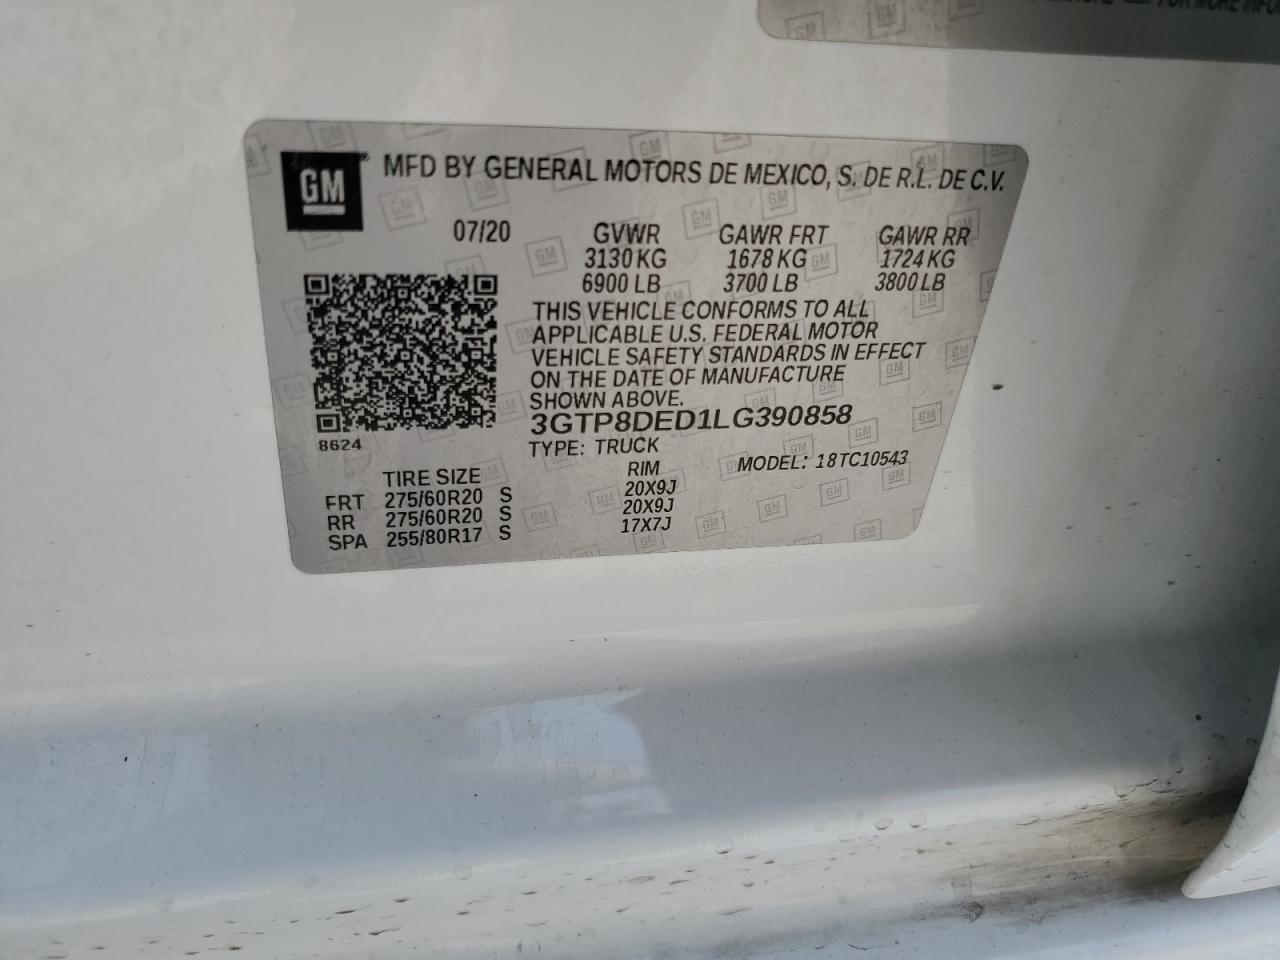 FOR MORE INFO
GM
MFD BY GENERAL MOTORS DE MEXICO, S. DE R.L. DE C.V.
07/20 GVWR GAWR FRT GAWR RR
3130 KG 1678 KG 1724 KG
6900 LB 3700 LB 3800 LB
THIS VEHICLE CONFORMS TO ALL
APPLICABLE U.S. FEDERAL MOTOR
VEHICLE SAFETY STANDARDS IN EFFECT
ON THE DATE OF MANUFACTURE
SHOWN ABOVE.
3GTP8DED1LG390858
8624
TYPE: TRUCK
MODEL: 18TC10543
TIRE SIZE RIM
FRT 275/60R20 S 20X9J
RR 275/60R20 S 20X9J
SPA 255/80R17 S 17X7J